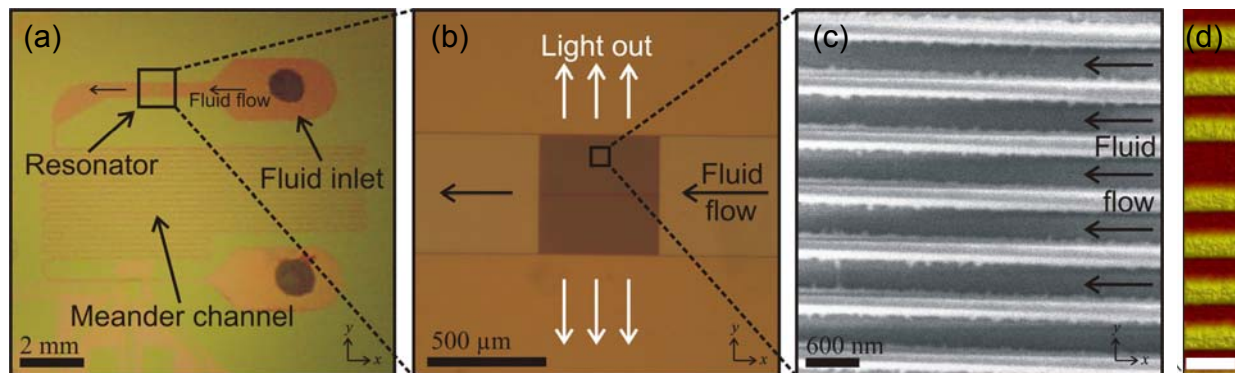 (a)
Fluid flow
Resonator
Fluid inlet
Meander channel
2 mm
y
x
(b)
Light out
Fluid
flow
500 µm
y
x
(c)
Fluid
flow
600 nm
y
x
(d)